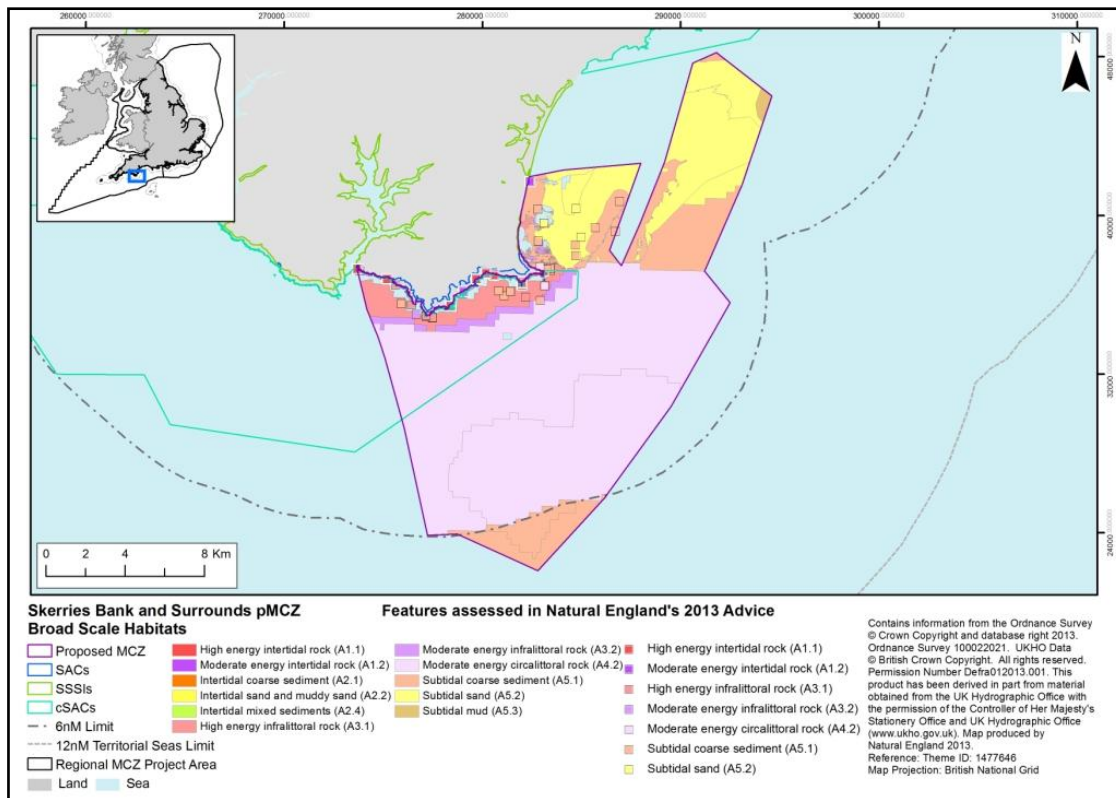 260000.000000
270000.000000
280000.000000
290000.000000
300000.000000
310000.000000
N
48000.000000
40000.000000
32000.000000
24000.000000
0 2 4 8 Km
Skerries Bank and Surrounds pMCZ
Broad Scale Habitats
Proposed MCZ
SACs
SSSIs
cSACs
6nM Limit
12nM Territorial Seas Limit
Regional MCZ Project Area
Land Sea
High energy intertidal rock (A1.1)
Moderate energy intertidal rock (A1.2)
Intertidal coarse sediment (A2.1)
Intertidal sand and muddy sand (A2.2)
Intertidal mixed sediments (A2.4)
High energy infralittoral rock (A3.1)
Features assessed in Natural England's 2013 Advice
Moderate energy infralittoral rock (A3.2)
Moderate energy circalittoral rock (A4.2)
Subtidal coarse sediment (A5.1)
Subtidal sand (A5.2)
Subtidal mud (A5.3)
High energy intertidal rock (A1.1)
Moderate energy intertidal rock (A1.2)
High energy infralittoral rock (A3.1)
Moderate energy infralittoral rock (A3.2)
Moderate energy circalittoral rock (A4.2)
Subtidal coarse sediment (A5.1)
Subtidal sand (A5.2)
Contains information from the Ordnance Survey
© Crown Copyright and database right 2013.
Ordnance Survey 100022021. UKHO Data
© British Crown Copyright. All rights reserved.
Permission Number Defra012013.001. This
product has been derived in part from material
obtained from the UK Hydrographic Office with
the permission of the Controller of Her Majesty's
Stationery Office and UK Hydrographic Office
(www.ukho.gov.uk). Map produced by
Natural England 2013.
Reference: Theme ID: 1477646
Map Projection: British National Grid